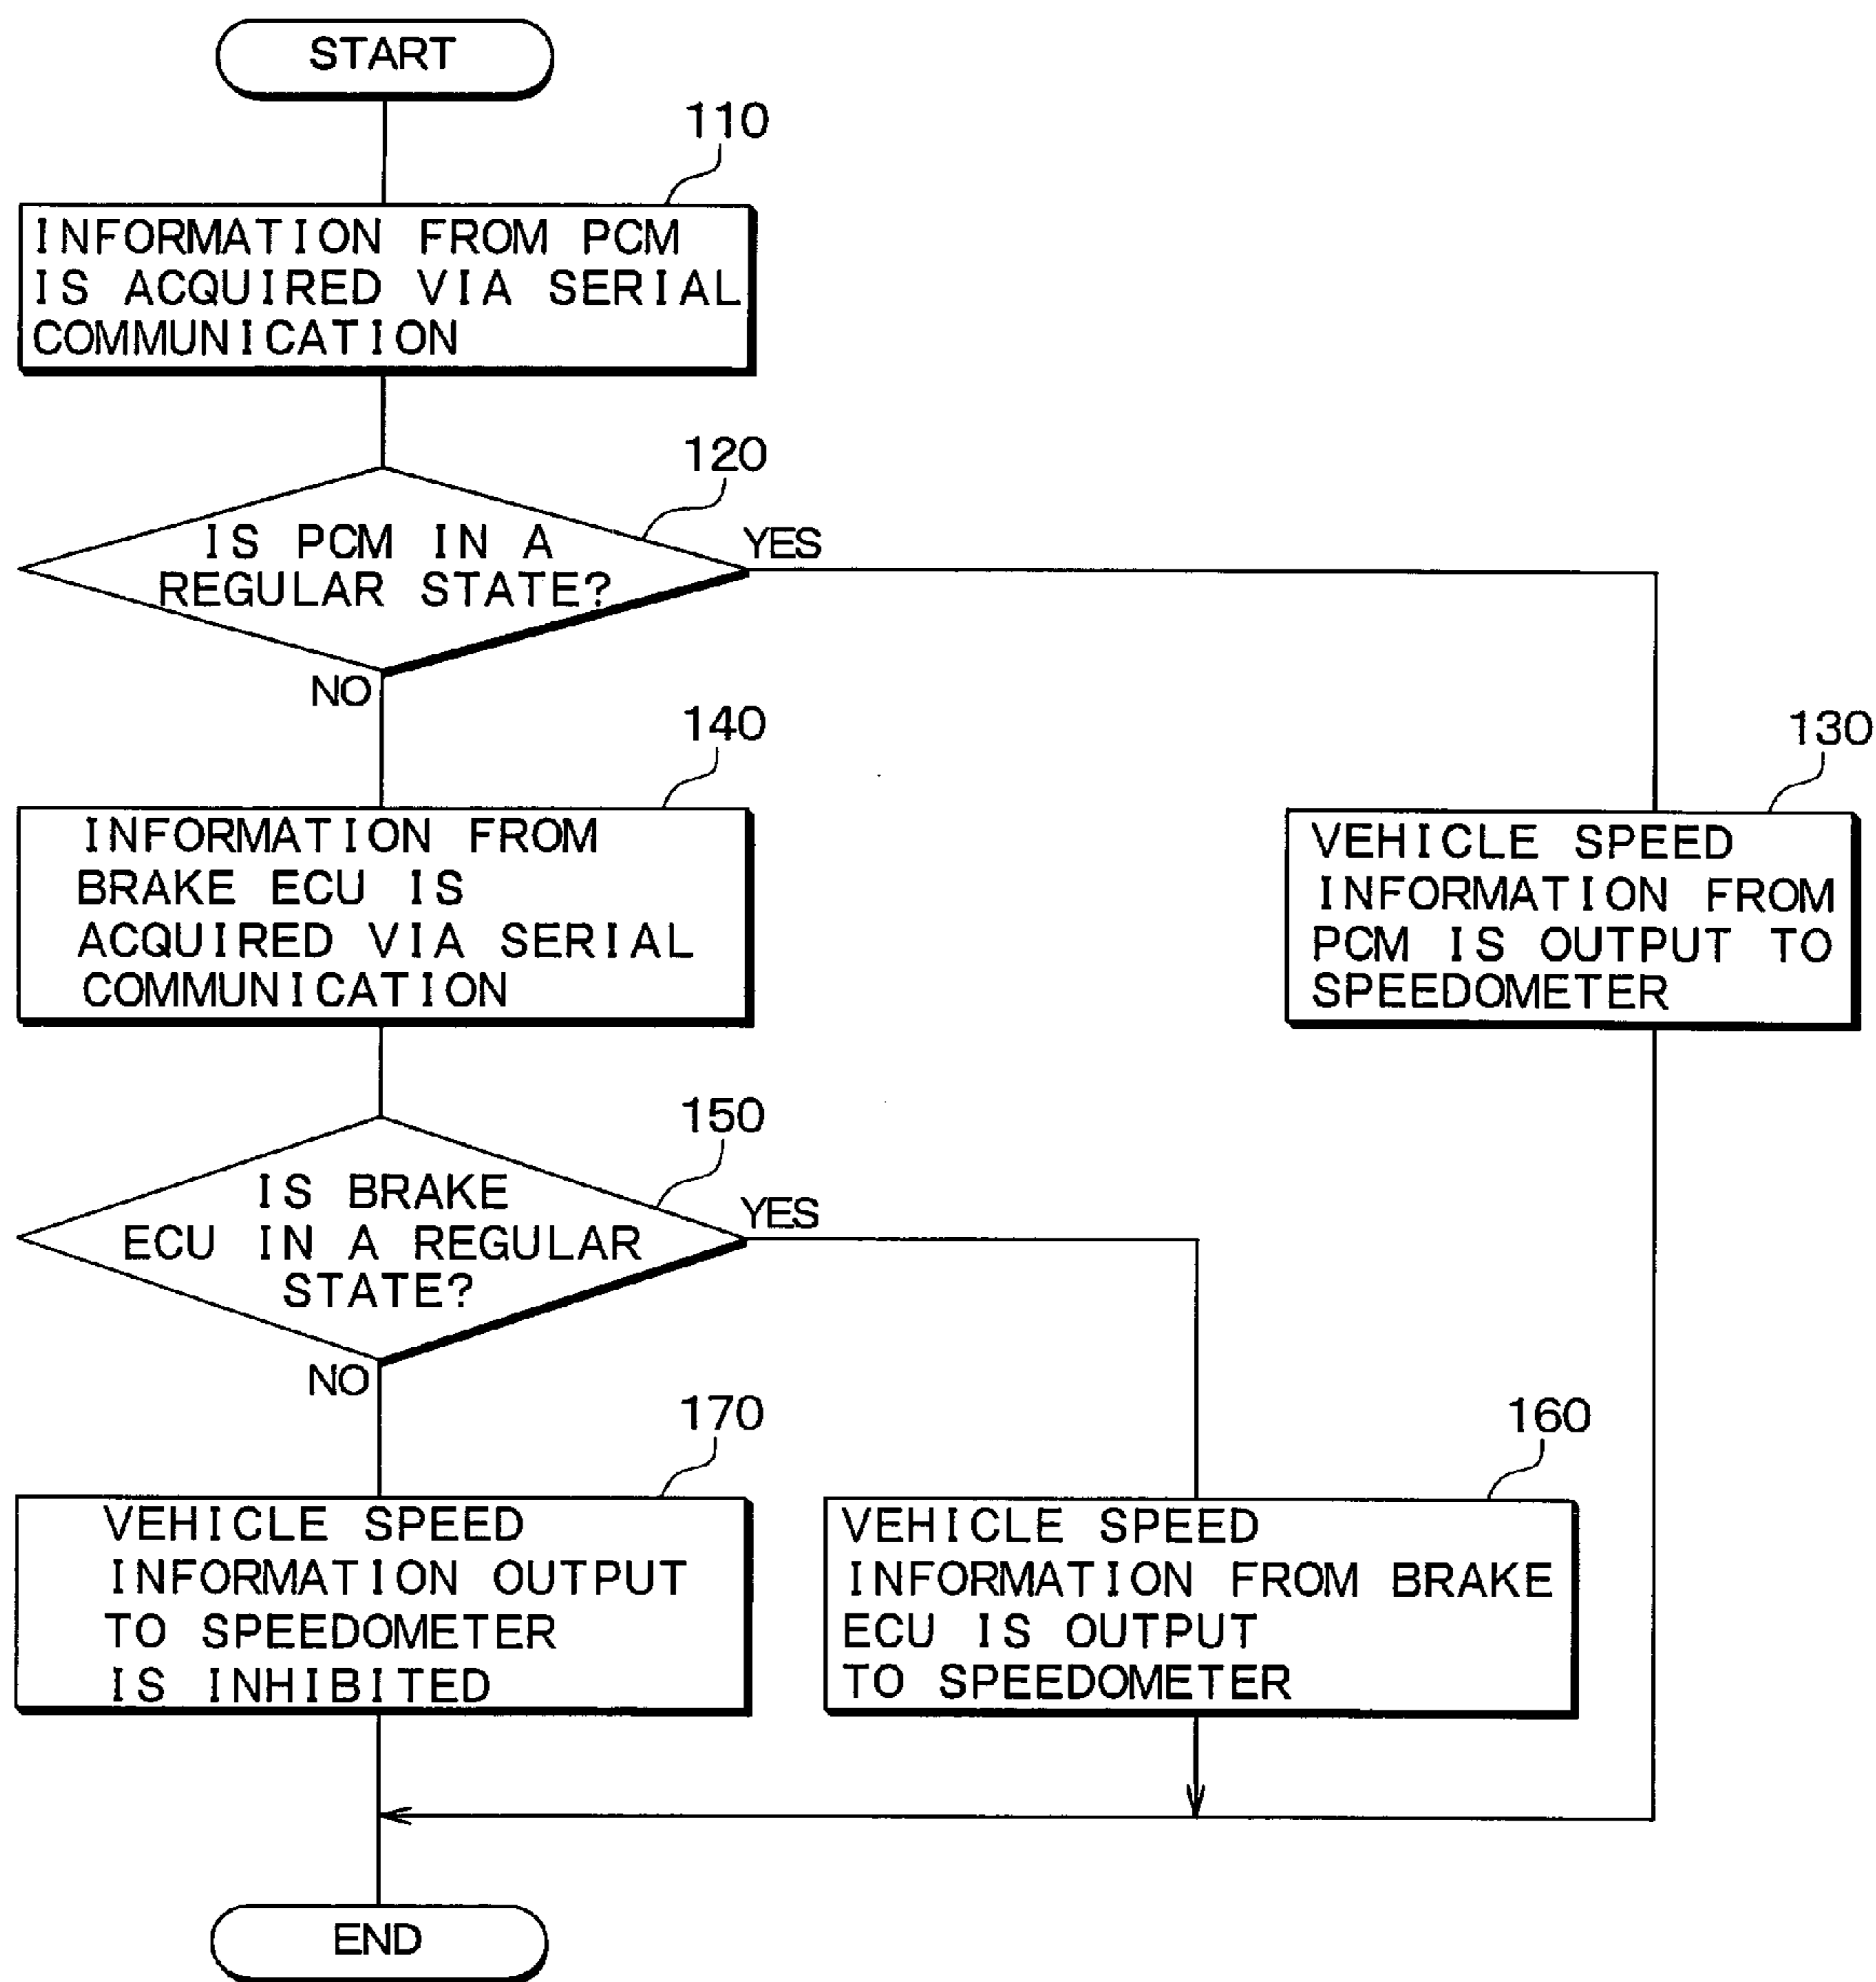 START
110
INFORMATION FROM PCM
IS ACQUIRED VIA SERIAL
COMMUNICATION
120
IS PCM IN A
REGULAR STATE?
YES
NO
140
INFORMATION FROM
BRAKE ECU IS
ACQUIRED VIA SERIAL
COMMUNICATION
130
VEHICLE SPEED
INFORMATION FROM
PCM IS OUTPUT TO
SPEEDOMETER
150
IS BRAKE
ECU IN A REGULAR
STATE?
YES
NO
170
VEHICLE SPEED
INFORMATION OUTPUT
TO SPEEDOMETER
IS INHIBITED
160
VEHICLE SPEED
INFORMATION FROM BRAKE
ECU IS OUTPUT
TO SPEEDOMETER
END